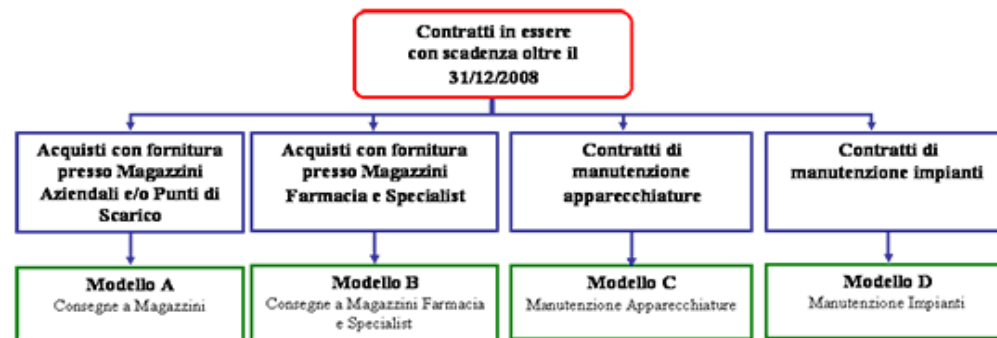 Contratti in essere
con scadenza oltre il
31/12/2008
Acquisti con fornitura
presso Magazzini
Aziendali e/o Punti di
Scarico
Acquisti con fornitura
presso Magazzini
Farmacia e Specialist
Contratti di
manutenzione
apparecchiature
Contratti di
manutenzione impianti
Modello A
Consegne a Magazzini
Modello B
Consegne a Magazzini Farmacia
e Specialist
Modello C
Manutenzione Apparecchiature
Modello D
Manutenzione Impianti